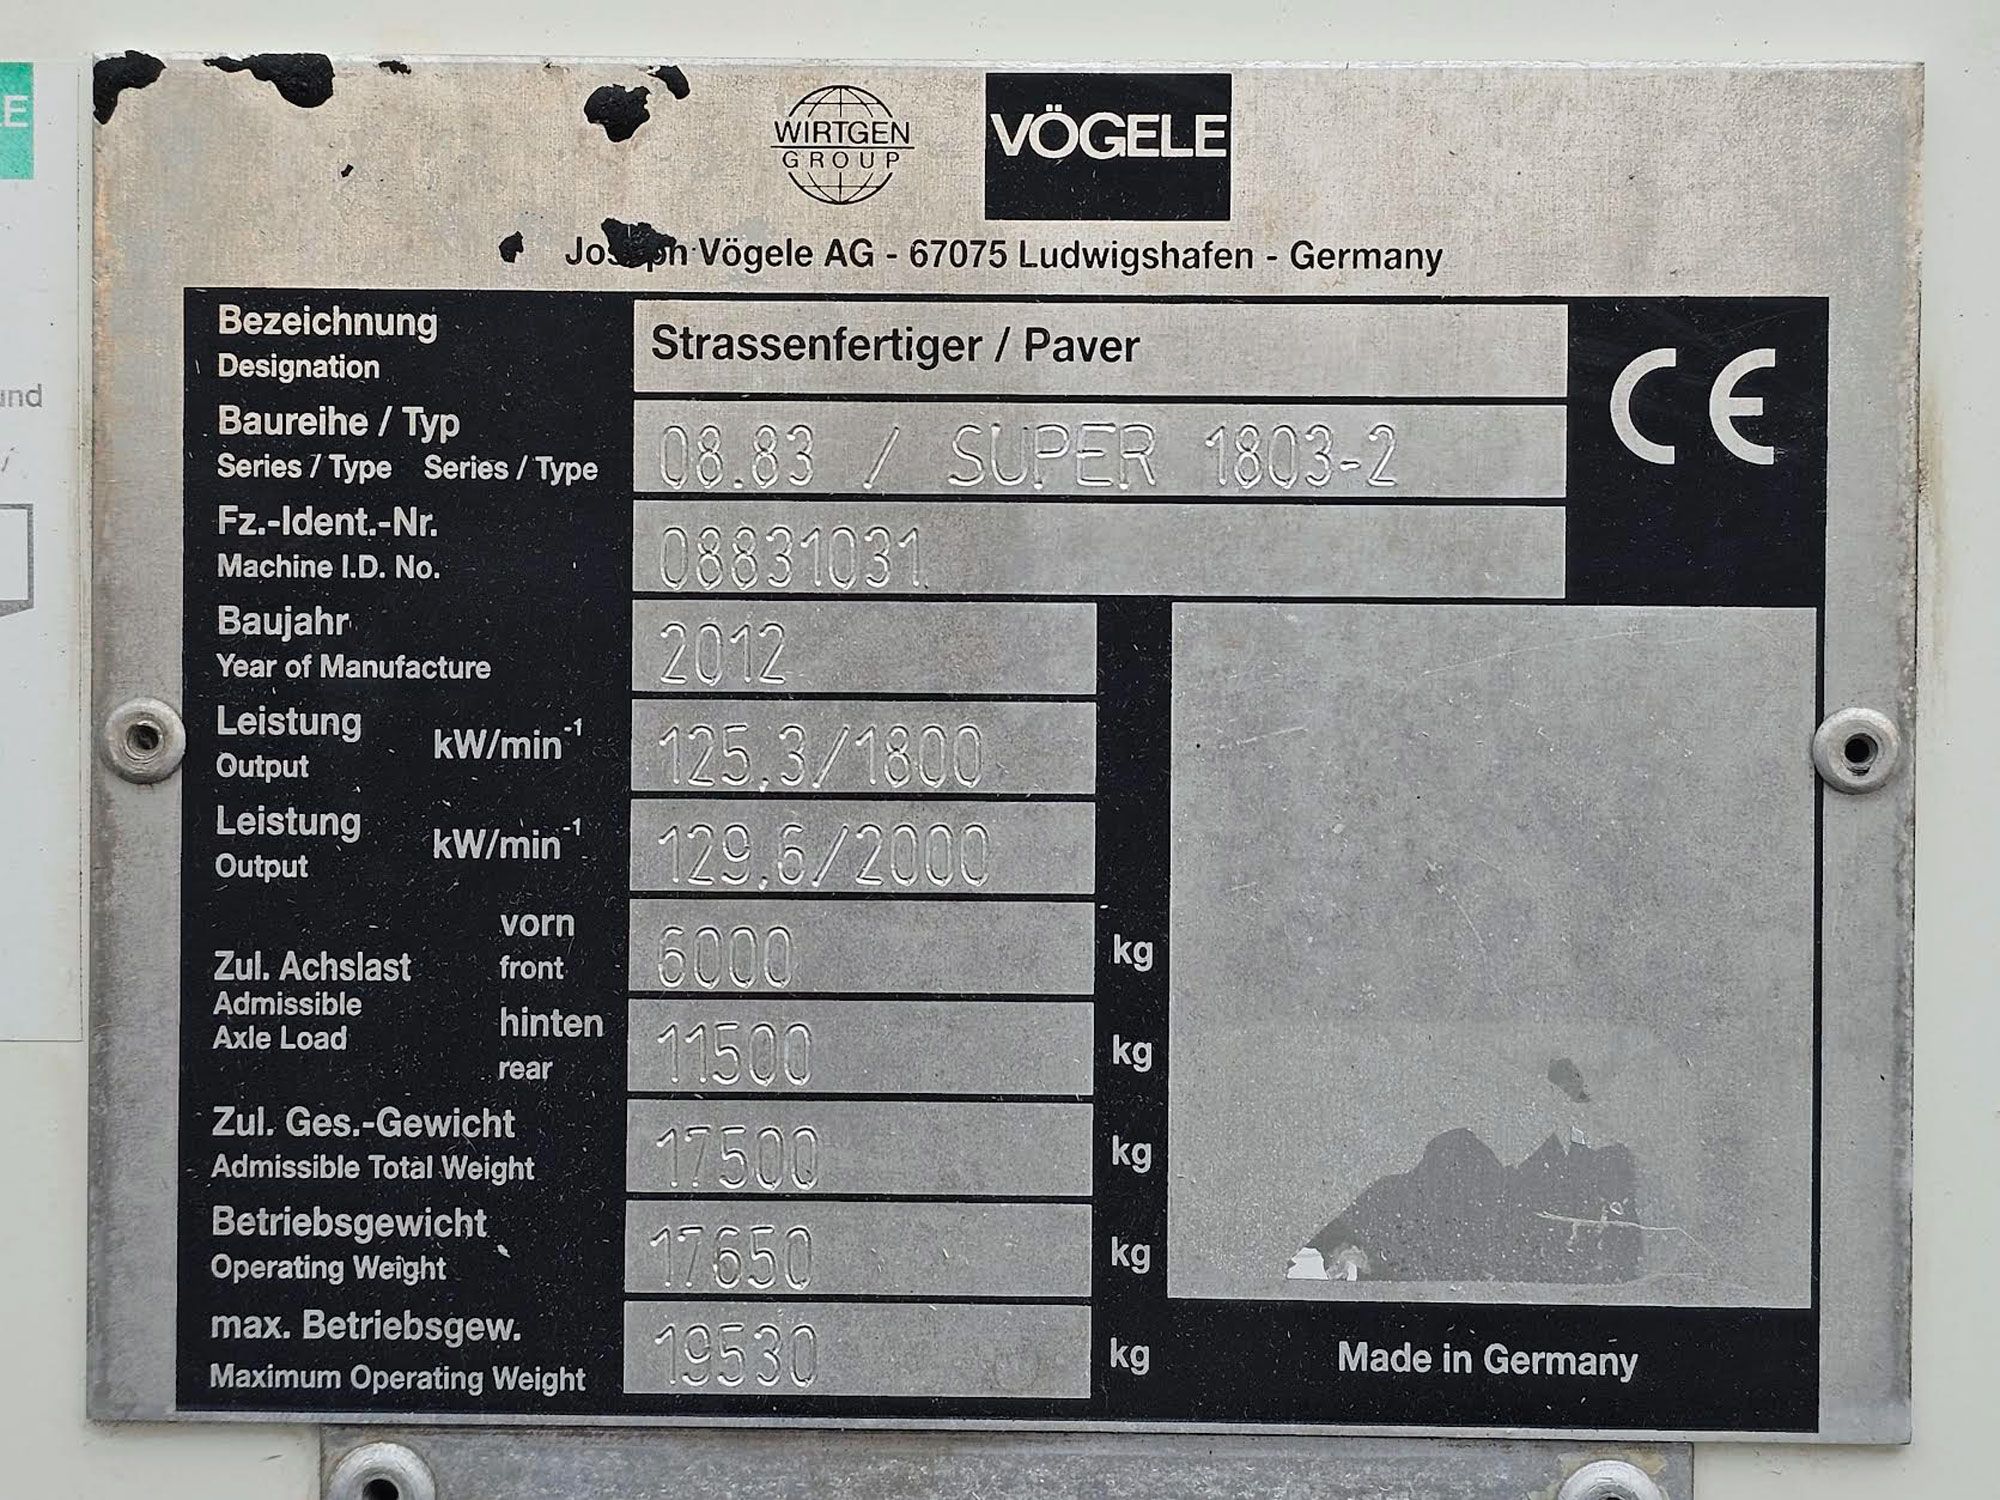 WIRTGEN
GROUP
VÖGELE
Joseph Vögele AG - 67075 Ludwigshafen - Germany
Bezeichnung
Designation
Strassenfertiger / Paver
CE
Baureihe / Typ
Series / Type Series / Type
08.83 / SUPER 1803-2
Fz.-Ident.-Nr.
Machine I.D. No.
08831031
Baujahr
Year of Manufacture
2012
Leistung
Output
kW/min⁻¹
125.3/1800
Leistung
Output
kW/min⁻¹
129.6/2000
Zul. Achslast
Admissible
Axle Load
vorn
front
6000 kg
hinten
rear
11500 kg
Zul. Ges.-Gewicht
Admissible Total Weight
17500 kg
Betriebsgewicht
Operating Weight
17650 kg
max. Betriebsgew.
Maximum Operating Weight
19530 kg
Made in Germany